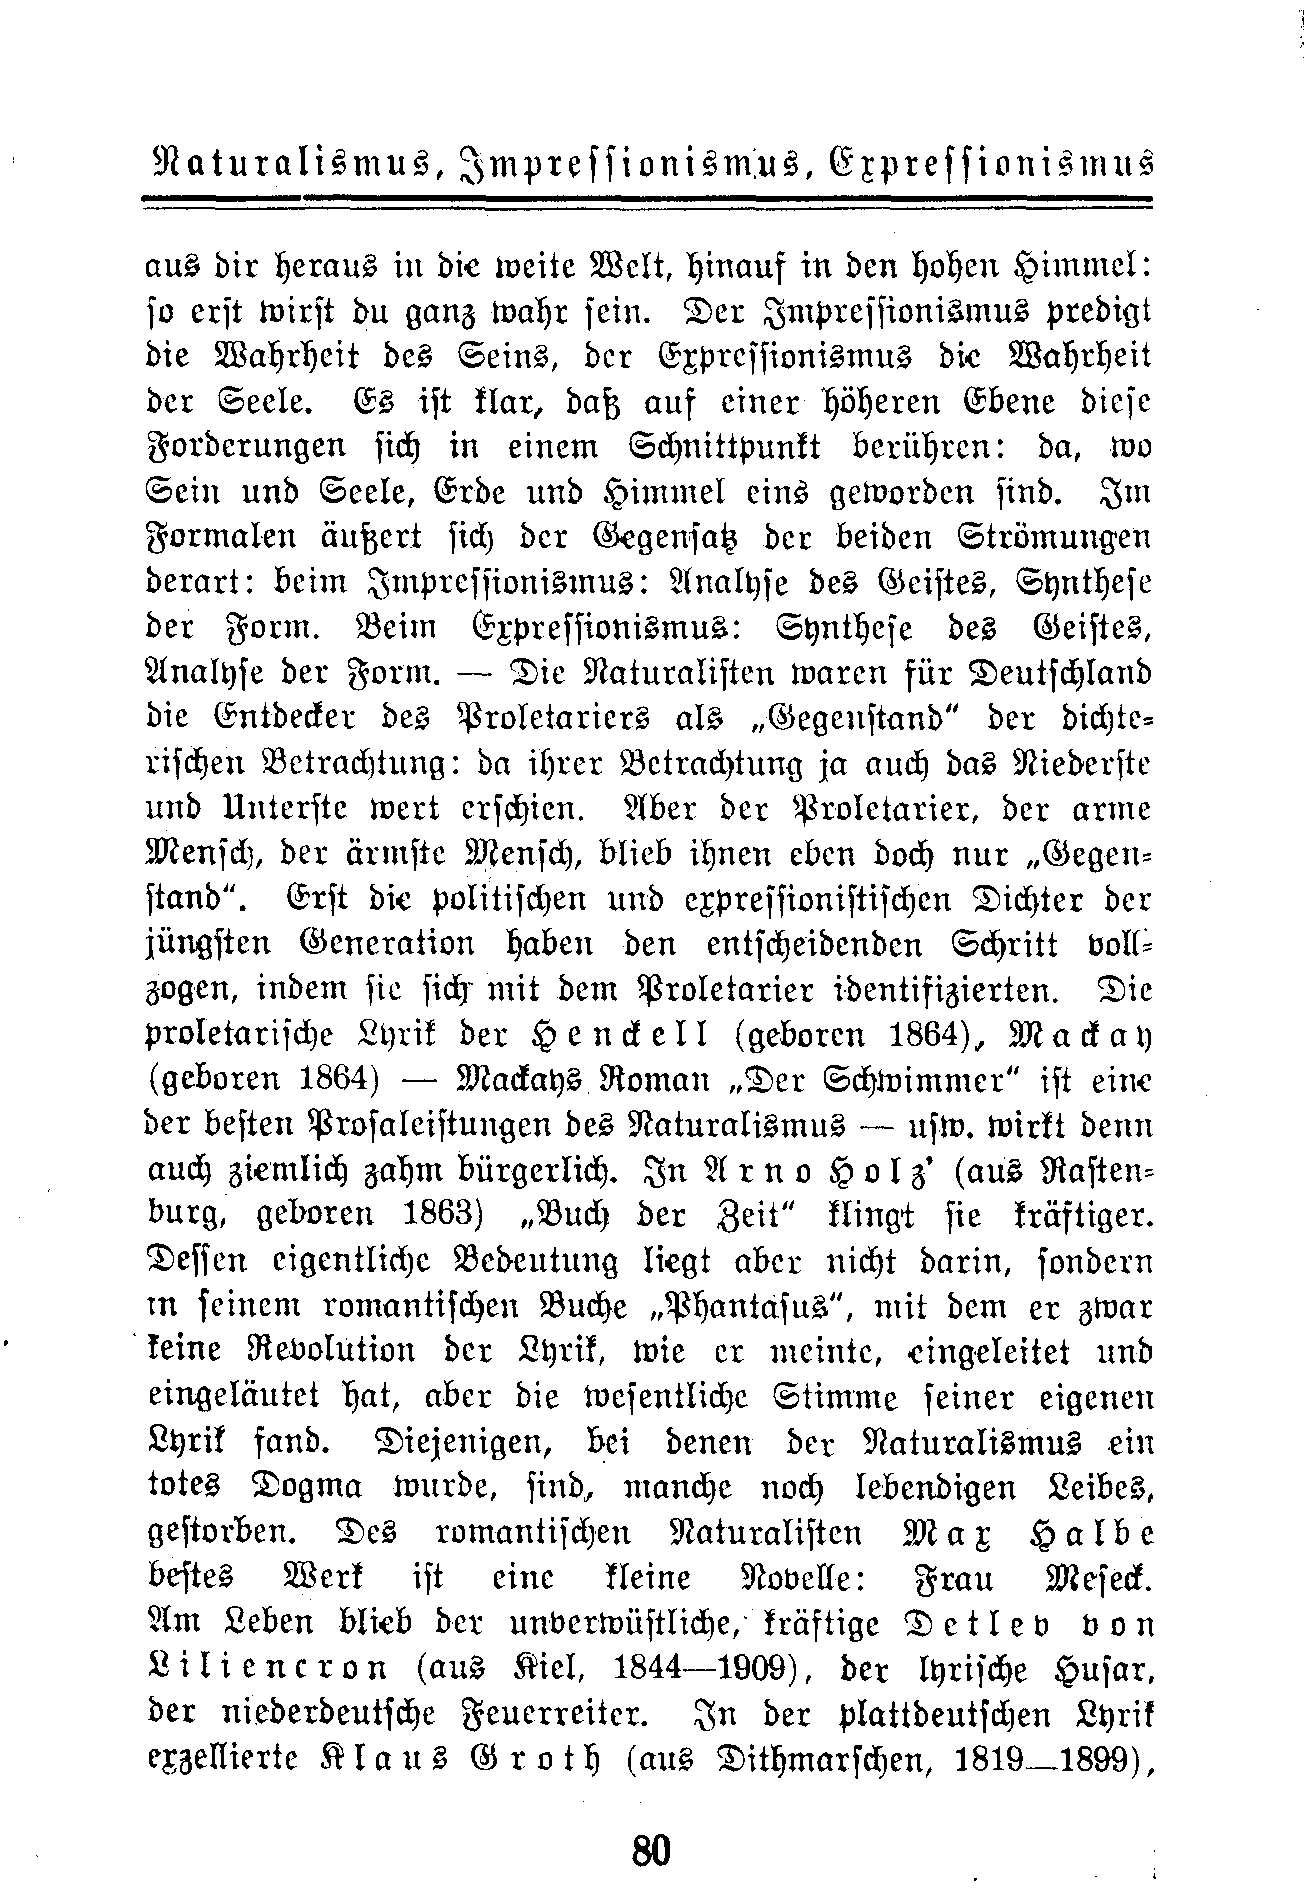 Naturalismus, Impressionismus, Expressionismus
aus dir heraus in die weite Welt, hinauf in den hohen Himmel:
so erst wirst du ganz wahr sein. Der Impressionismus predigt
die Wahrheit des Seins, der Expressionismus die Wahrheit
der Seele. Es ist klar, daß auf einer höheren Ebene diese
Forderungen sich in einem Schnittpunkt berühren: da, wo
Sein und Seele, Erde und Himmel eins geworden sind. Im
Formalen äußert sich der Gegensatz der beiden Strömungen
derart: beim Impressionismus: Analyse des Geistes, Synthese
der Form. Beim Expressionismus: Synthese des Geistes,
Analyse der Form. — Die Naturalisten waren für Deutschland
die Entdecker des Proletariers als „Gegenstand“ der dichte-
rischen Betrachtung: da ihrer Betrachtung ja auch das Niederste
und Unterste wert erschien. Aber der Proletarier, der arme
Mensch, der ärmste Mensch, blieb ihnen eben doch nur „Gegen-
stand“. Erst die politischen und expressionistischen Dichter der
jüngsten Generation haben den entscheidenden Schritt voll-
zogen, indem sie sich mit dem Proletarier identifizierten. Die
proletarische Lyrik der Henckell (geboren 1864), Mackay
(geboren 1864) — Mackays Roman „Der Schwimmer“ ist eine
der besten Prosaleistungen des Naturalismus — usw. wirkt denn
auch ziemlich zahm bürgerlich. In Arno Holz’ (aus Rasten-
burg, geboren 1863) „Buch der Zeit“ klingt sie kräftiger.
Dessen eigentliche Bedeutung liegt aber nicht darin, sondern
in seinem romantischen Buche „Phantasus“, mit dem er zwar
keine Revolution der Lyrik, wie er meinte, eingeleitet und
eingeläutet hat, aber die wesentliche Stimme seiner eigenen
Lyrik fand. Diejenigen, bei denen der Naturalismus ein
totes Dogma wurde, sind, manche noch lebendigen Leibes,
gestorben. Des romantischen Naturalisten Max Halbe
bestes Werk ist eine kleine Novelle: Frau Meseck.
Am Leben blieb der unverwüstliche, kräftige Detlev von
Liliencron (aus Kiel, 1844—1909), der lyrische Husar,
der niederdeutsche Feuerreiter. In der plattdeutschen Lyrik
exzellierte Klaus Groth (aus Dithmarschen, 1819—1899),
80